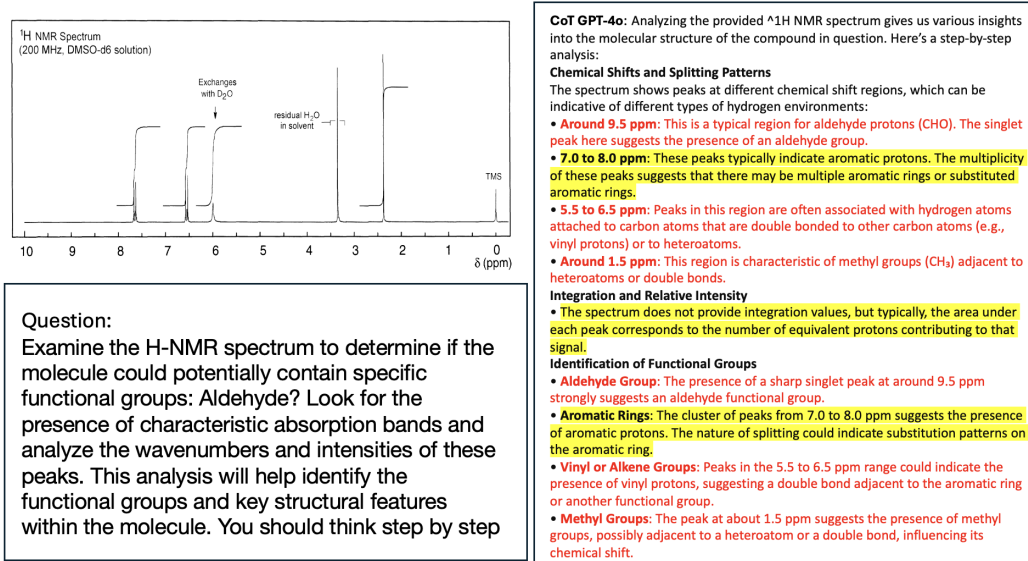 ¹H NMR Spectrum
(200 MHz, DMSO-d6 solution)
Exchanges
with D₂O
residual H₂O
in solvent
TMS
10 9 8 7 6 5 4 3 2 1 0
δ (ppm)
Question:
Examine the H-NMR spectrum to determine if the
molecule could potentially contain specific
functional groups: Aldehyde? Look for the
presence of characteristic absorption bands and
analyze the wavenumbers and intensities of these
peaks. This analysis will help identify the
functional groups and key structural features
within the molecule. You should think step by step
CoT GPT-4o: Analyzing the provided ^1H NMR spectrum gives us various insights
into the molecular structure of the compound in question. Here's a step-by-step
analysis:
Chemical Shifts and Splitting Patterns
The spectrum shows peaks at different chemical shift regions, which can be
indicative of different types of hydrogen environments:
• Around 9.5 ppm: This is a typical region for aldehyde protons (CHO). The singlet
peak here suggests the presence of an aldehyde group.
• 7.0 to 8.0 ppm: These peaks typically indicate aromatic protons. The multiplicity
of these peaks suggests that there may be multiple aromatic rings or substituted
aromatic rings.
• 5.5 to 6.5 ppm: Peaks in this region are often associated with hydrogen atoms
attached to carbon atoms that are double bonded to other carbon atoms (e.g.,
vinyl protons) or to heteroatoms.
• Around 1.5 ppm: This region is characteristic of methyl groups (CH₃) adjacent to
heteroatoms or double bonds.
Integration and Relative Intensity
• The spectrum does not provide integration values, but typically, the area under
each peak corresponds to the number of equivalent protons contributing to that
signal.
Identification of Functional Groups
• Aldehyde Group: The presence of a sharp singlet peak at around 9.5 ppm
strongly suggests an aldehyde functional group.
• Aromatic Rings: The cluster of peaks from 7.0 to 8.0 ppm suggests the presence
of aromatic protons. The nature of splitting could indicate substitution patterns on
the aromatic ring.
• Vinyl or Alkene Groups: Peaks in the 5.5 to 6.5 ppm range could indicate the
presence of vinyl protons, suggesting a double bond adjacent to the aromatic ring
or another functional group.
• Methyl Groups: The peak at about 1.5 ppm suggests the presence of methyl
groups, possibly adjacent to a heteroatom or a double bond, influencing its
chemical shift.